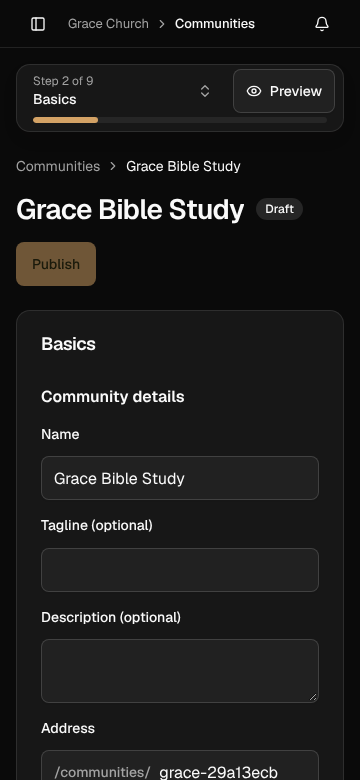 Grace Church > Communities
Step 2 of 9
Basics
Preview
Communities > Grace Bible Study
Grace Bible Study
Draft
Publish
Basics
Community details
Name
Grace Bible Study
Tagline (optional)
Description (optional)
Address
/communities/ grace-29a13ecb